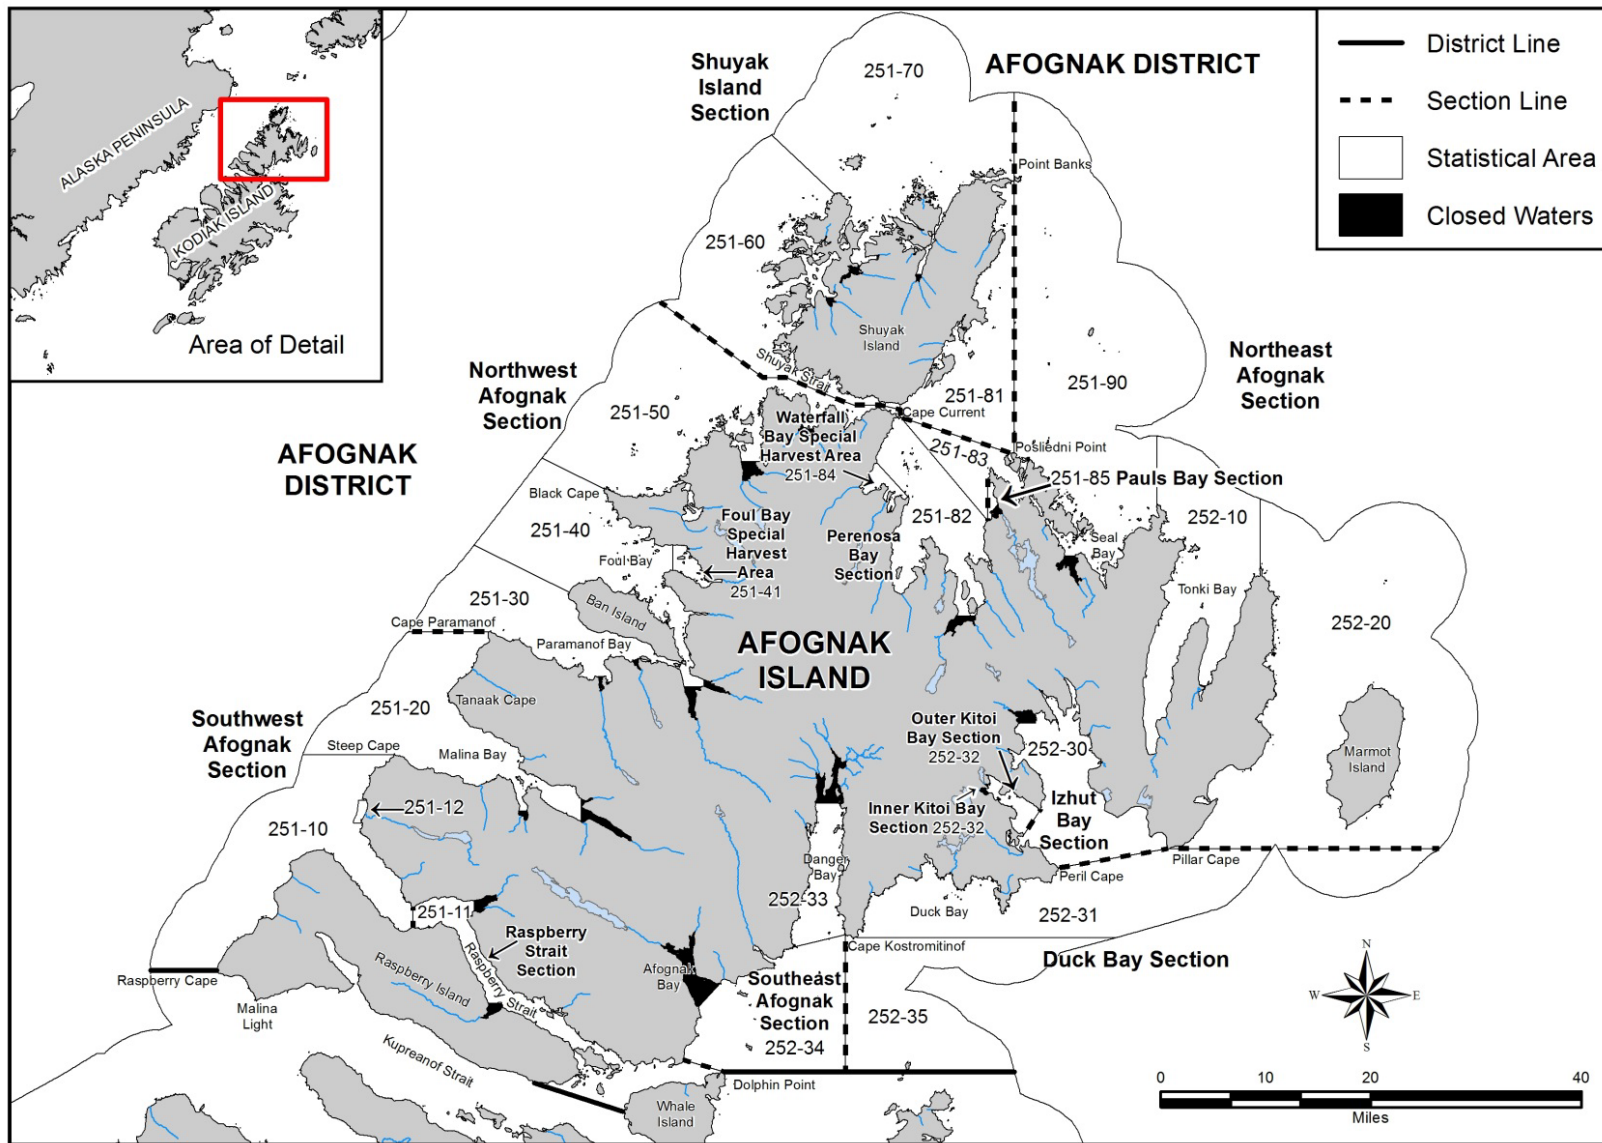 ALASKA PENINSULA
KODIAK ISLAND
Area of Detail
District Line
Section Line
Statistical Area
Closed Waters
AFOGNAK DISTRICT
Shuyak
Island
Section
251-70
Point Banks
251-60
Shuyak
Island
Shuyak Strait
251-81
251-90
Northeast
Afognak
Section
Northwest
Afognak
Section
251-50
Cape Current
Waterfall
Bay Special
Harvest Area
251-84
251-83
Posliedni Point
251-85 Pauls Bay Section
AFOGNAK
DISTRICT
Black Cape
251-40
Foul Bay
Foul Bay
Special
Harvest
Area
251-41
Perenosa
Bay
Section
251-82
Seal
Bay
252-10
Tonki Bay
252-20
251-30
Ban Island
Cape Paramanof
Paramanof Bay
AFOGNAK
ISLAND
Tanaak Cape
251-20
Southwest
Afognak
Section
Steep Cape
Malina Bay
Outer Kitoi
Bay Section
252-32
252-30
Marmot
Island
251-12
251-10
Inner Kitoi Bay
Section 252-32
Izhut
Bay
Section
Danger
Bay
Pillar Cape
Peril Cape
252-33
251-11
Duck Bay
252-31
Raspberry
Strait
Section
Raspberry Strait
Raspberry Island
Afognak
Bay
Cape Kostromitinof
Duck Bay Section
Raspberry Cape
Malina
Light
Southeast
Afognak
Section
252-34
252-35
Kupreanof Strait
Dolphin Point
Whale
Island
N
W
E
S
0
10
20
40
Miles